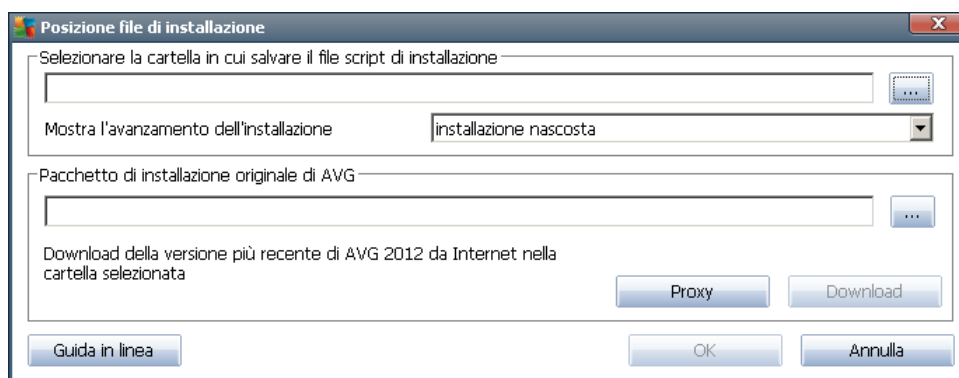 Posizione file di installazione
Selezionare la cartella in cui salvare il file script di installazione
...
Mostra l'avanzamento dell'installazione
installazione nascosta
Pacchetto di installazione originale di AVG
...
Download della versione più recente di AVG 2012 da Internet nella
cartella selezionata
Proxy
Download
Guida in linea
OK
Annulla